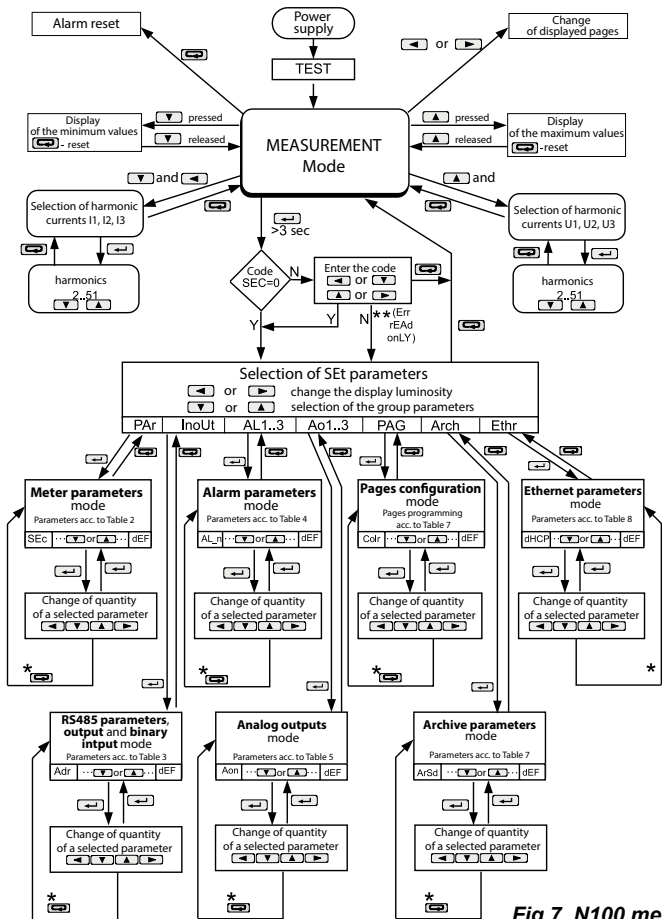 Power
supply
Alarm reset
◄ or ►
Change
of displayed pages
TEST
▼ pressed
▼ released
Display
of the minimum values
- reset
MEASUREMENT
Mode
▲ pressed
▲ released
Display
of the maximum values
- reset
▼ and ◄
▲ and
Selection of harmonic
currents I1, I2, I3
Selection of harmonic
currents U1, U2, U3
>3 sec
harmonics
2..51
▼ ▲
harmonics
2..51
▼ ▲
Code
SEC=0
N
Enter the code
◄ or ▼
▲ or ►
Y
Y
N
**(Err
rEAd
onLY)
Selection of SEt parameters
◄ or ► change the display luminosity
▼ or ▲ selection of the group parameters
PAr InoUt AL1..3 Ao1..3 PAG Arch Ethr
Meter parameters
mode
Parameters acc. to Table 2
SEc ...▼ or ▲... dEF
Alarm parameters
mode
Parameters acc. to Table 4
AL_n ...▼ or ▲... dEF
Pages configuration
mode
Pages programming
acc. to Table 7
Colr ...▼ or ▲... dEF
Ethernet parameters
mode
Parameters acc. to Table 8
dHCP ...▼ or ▲... dEF
Change of quantity
of a selected parameter
◄ ▼ ▲ ►
Change of quantity
of a selected parameter
◄ ▼ ▲ ►
Change of quantity
of a selected parameter
◄ ▼ ▲ ►
Change of quantity
of a selected parameter
◄ ▼ ▲ ►
*
*
*
*
RS485 parameters,
output and binary
intput mode
Parameters acc. to Table 3
Adr ...▼ or ▲... dEF
Analog outputs
mode
Parameters acc. to Table 5
Aon ...▼ or ▲... dEF
Archive parameters
mode
Parameters acc. to Table 7
ArSd ...▼ or ▲... dEF
Change of quantity
of a selected parameter
◄ ▼ ▲ ►
Change of quantity
of a selected parameter
◄ ▼ ▲ ►
Change of quantity
of a selected parameter
◄ ▼ ▲ ►
*
*
*
Fig 7. N100 me